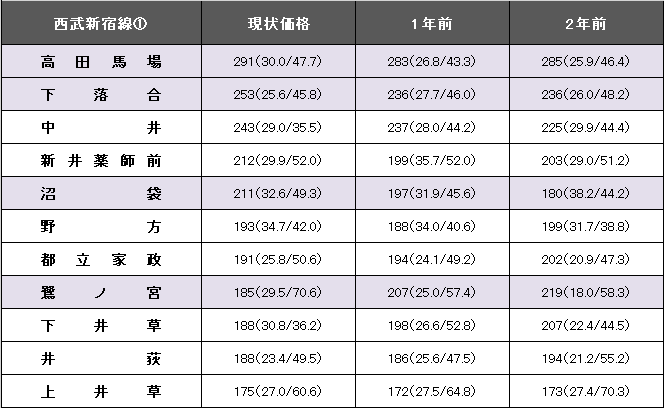 西武新宿線① 現状価格 1年前 2年前
高田馬場 291(30.0/47.7) 283(26.8/43.3) 285(25.9/46.4)
下落合 253(25.6/45.8) 236(27.7/46.0) 236(26.0/48.2)
中井 243(29.0/35.5) 237(28.0/44.2) 225(29.9/44.4)
新井薬師前 212(29.9/52.0) 199(35.7/52.0) 203(29.0/51.2)
沼袋 211(32.6/49.3) 197(31.9/45.6) 180(38.2/44.2)
野方 193(34.7/42.0) 188(34.0/40.6) 199(31.7/38.8)
都立家政 191(25.8/50.6) 194(24.1/49.2) 202(20.9/47.3)
鷺ノ宮 185(29.5/70.6) 207(25.0/57.4) 219(18.0/58.3)
下井草 188(30.8/36.2) 198(26.6/52.8) 207(22.4/44.5)
井荻 188(23.4/49.5) 186(25.6/47.5) 194(21.2/55.2)
上井草 175(27.0/60.6) 172(27.5/64.8) 173(27.4/70.3)